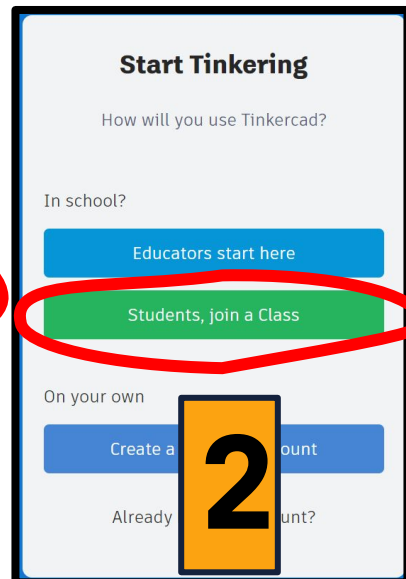 Start Tinkering
How will you use Tinkercad?
In school?
Educators start here
Students, join a Class
On your own
Create a ount
2
Already unt?